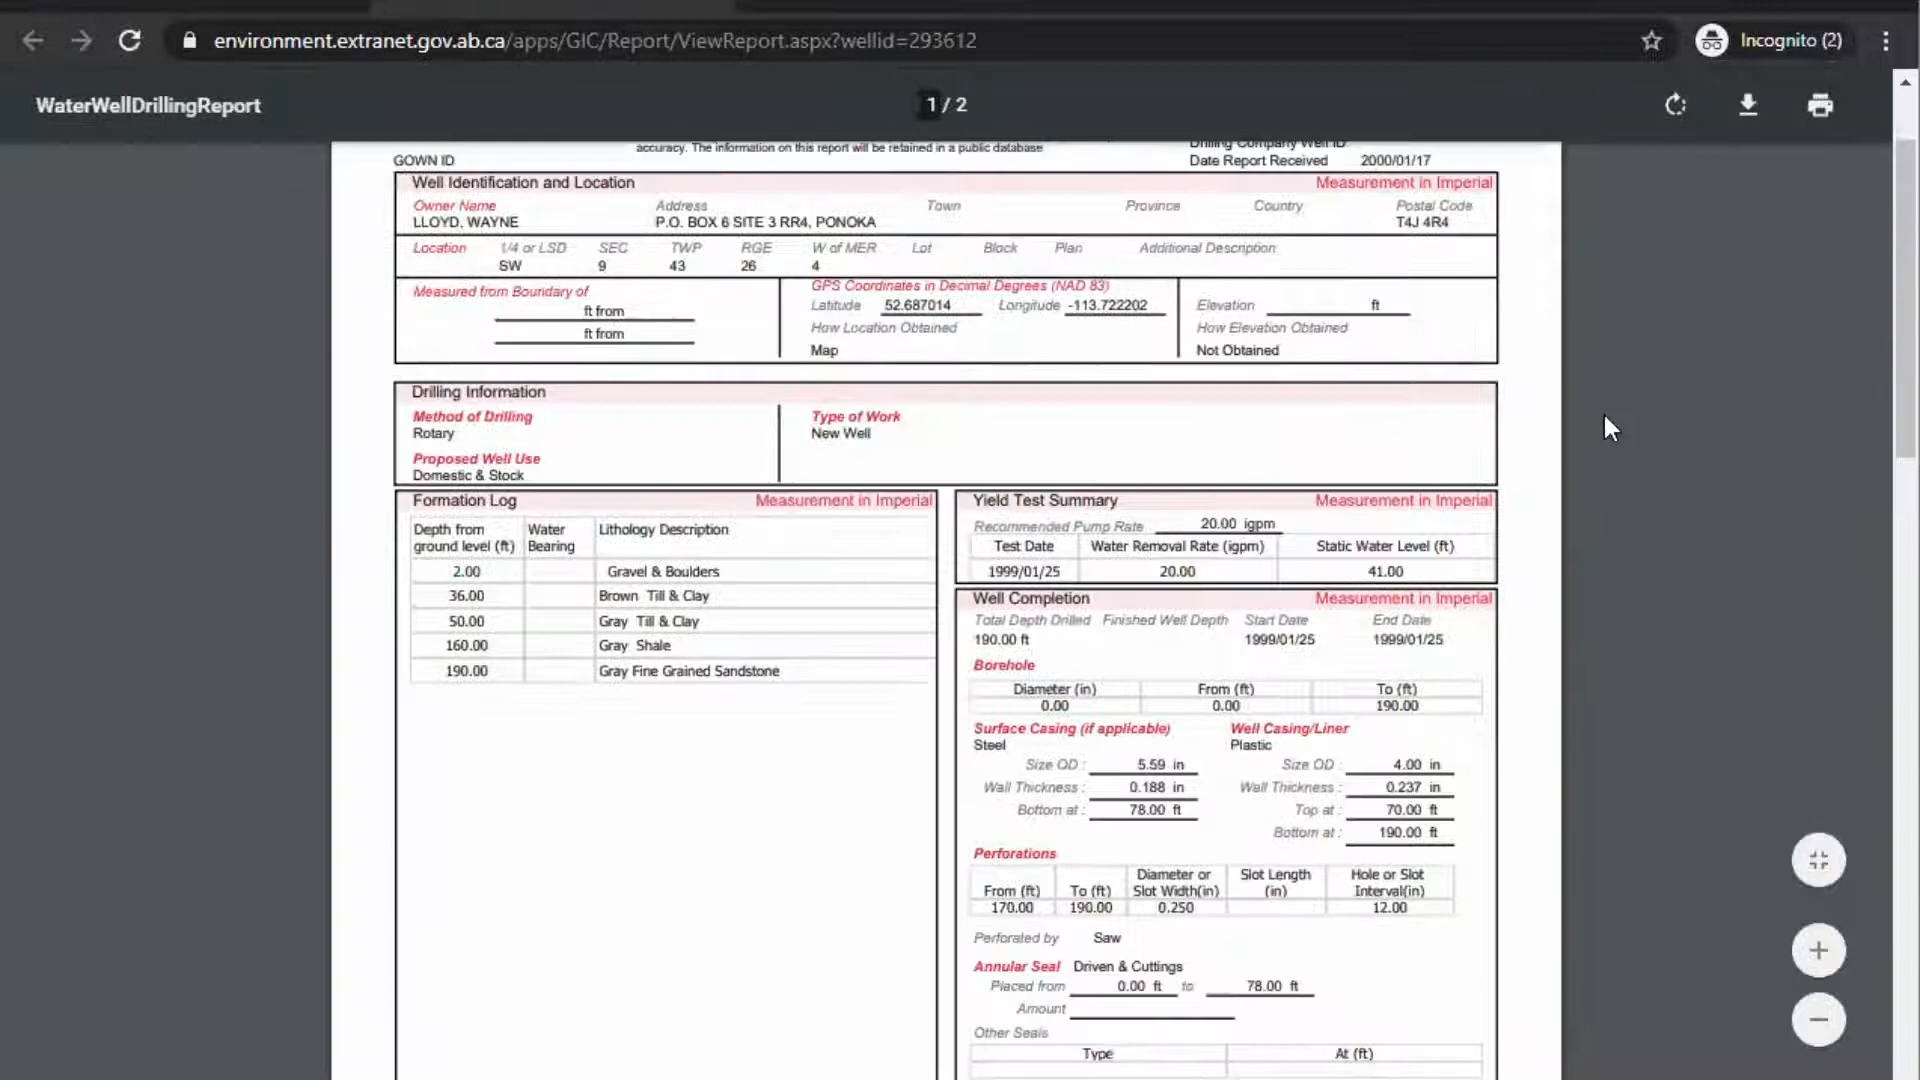 environment.extranet.gov.ab.ca/apps/GIC/Report/ViewReport.aspx?wellid=293612
Incognito (2)
WaterWellDrillingReport
1 / 2
accuracy. The information on this report will be retained in a public database
Drilling Company Well ID
GOWN ID
Date Report Received 2000/01/17
Well Identification and Location Measurement in Imperial
Owner Name Address Town Province Country Postal Code
LLOYD, WAYNE P.O. BOX 6 SITE 3 RR4, PONOKA T4J 4R4
Location 1/4 or LSD SEC TWP RGE W of MER Lot Block Plan Additional Description
SW 9 43 26 4
Measured from Boundary of
ft from
ft from
GPS Coordinates in Decimal Degrees (NAD 83)
Latitude 52.687014 Longitude -113.722202
How Location Obtained
Map
Elevation ft
How Elevation Obtained
Not Obtained
Drilling Information
Method of Drilling
Rotary
Proposed Well Use
Domestic & Stock
Type of Work
New Well
Formation Log Measurement in Imperial
Depth from ground level (ft) Water Bearing Lithology Description
2.00 Gravel & Boulders
36.00 Brown Till & Clay
50.00 Gray Till & Clay
160.00 Gray Shale
190.00 Gray Fine Grained Sandstone
Yield Test Summary Measurement in Imperial
Recommended Pump Rate 20.00 igpm
Test Date Water Removal Rate (igpm) Static Water Level (ft)
1999/01/25 20.00 41.00
Well Completion Measurement in Imperial
Total Depth Drilled Finished Well Depth Start Date End Date
190.00 ft 1999/01/25 1999/01/25
Borehole
Diameter (in) From (ft) To (ft)
0.00 0.00 190.00
Surface Casing (if applicable) Well Casing/Liner
Steel Plastic
Size OD : 5.59 in Size OD : 4.00 in
Wall Thickness : 0.188 in Wall Thickness : 0.237 in
Bottom at : 78.00 ft Top at : 70.00 ft
Bottom at : 190.00 ft
Perforations
From (ft) To (ft) Diameter or Slot Width(in) Slot Length (in) Hole or Slot Interval(in)
170.00 190.00 0.250 12.00
Perforated by Saw
Annular Seal Driven & Cuttings
Placed from 0.00 ft to 78.00 ft
Amount
Other Seals
Type At (ft)